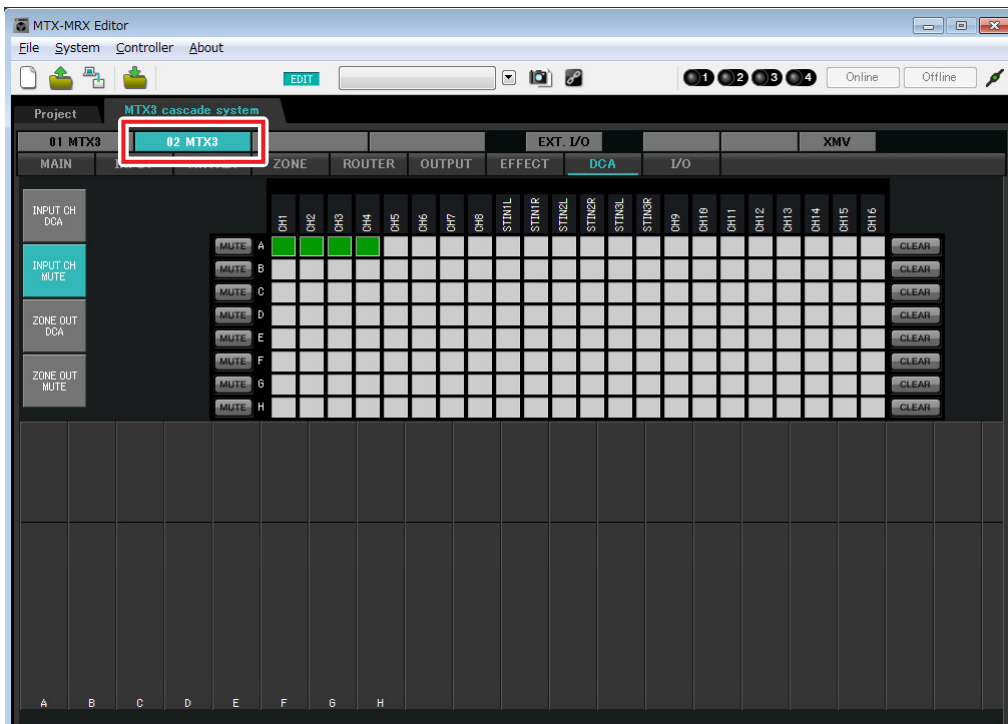 MTX-MRX Editor
File System Controller About
EDIT 1 2 3 4 Online Offline
Project MTX3 cascade system
01 MTX3 02 MTX3 EXT. I/O XMV
MAIN ZONE ROUTER OUTPUT EFFECT DCA I/O
INPUT CH
DCA
INPUT CH
MUTE
ZONE OUT
DCA
ZONE OUT
MUTE
CH1 CH2 CH3 CH4 CH5 CH6 CH7 CH8 STIN1L STIN1R STIN2L STIN2R STIN3L STIN3R CH9 CH10 CH11 CH12 CH13 CH14 CH15 CH16
MUTE A CLEAR
MUTE B CLEAR
MUTE C CLEAR
MUTE D CLEAR
MUTE E CLEAR
MUTE F CLEAR
MUTE G CLEAR
MUTE H CLEAR
A B C D E F G H